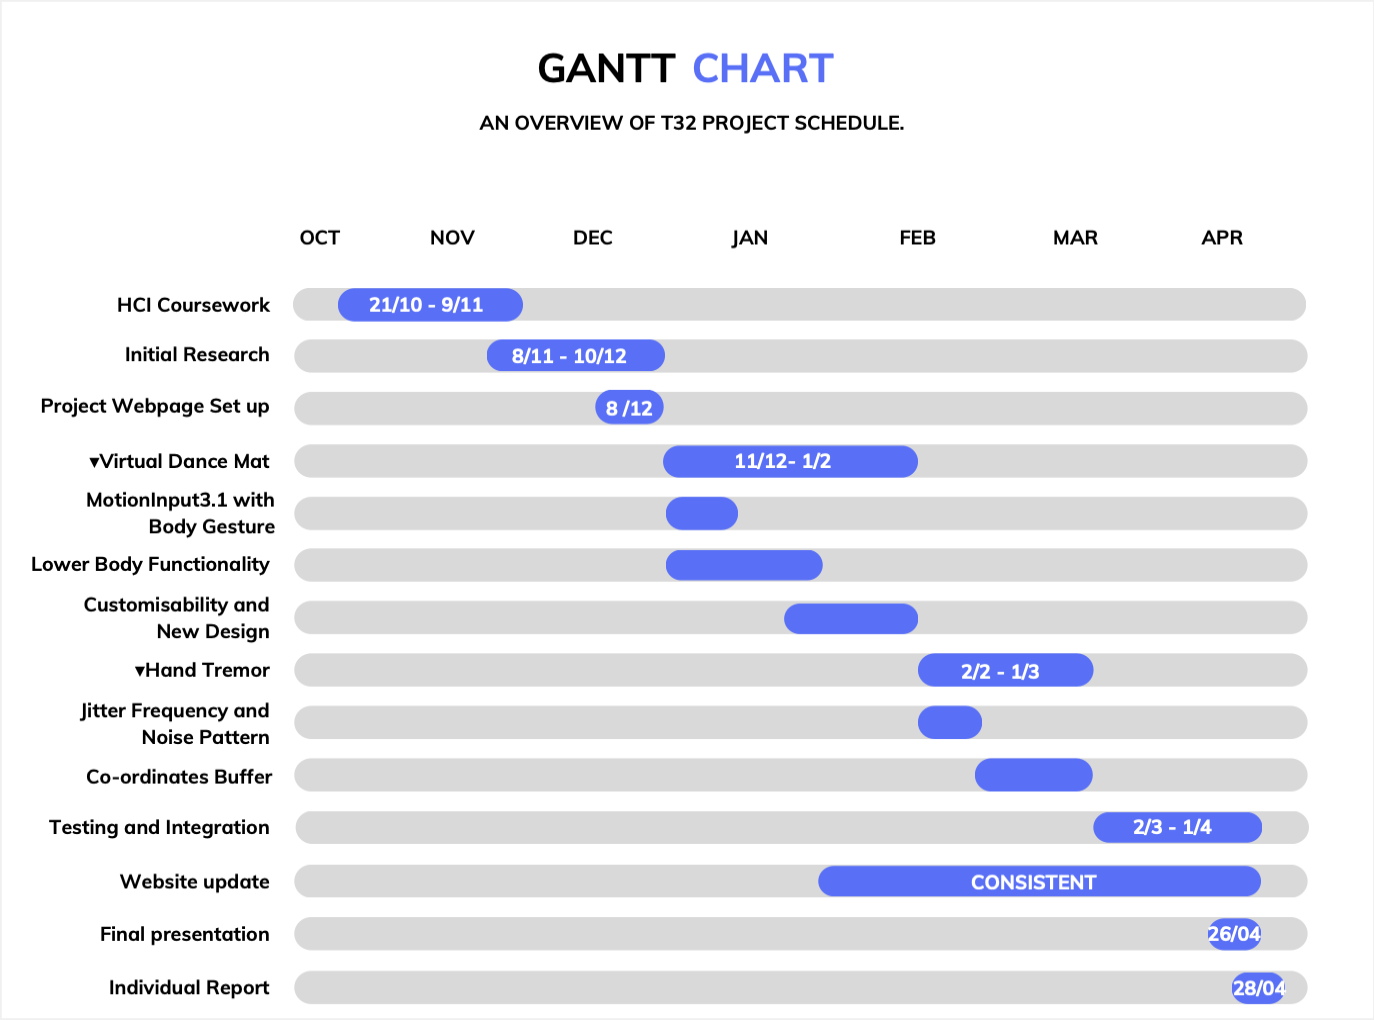 GANTT CHART
AN OVERVIEW OF T32 PROJECT SCHEDULE.
OCT NOV DEC JAN FEB MAR APR
HCI Coursework 21/10 - 9/11
Initial Research 8/11 - 10/12
Project Webpage Set up 8 /12
▾Virtual Dance Mat 11/12- 1/2
MotionInput3.1 with
Body Gesture
Lower Body Functionality
Customisability and
New Design
▾Hand Tremor 2/2 - 1/3
Jitter Frequency and
Noise Pattern
Co-ordinates Buffer
Testing and Integration 2/3 - 1/4
Website update CONSISTENT
Final presentation 26/04
Individual Report 28/04